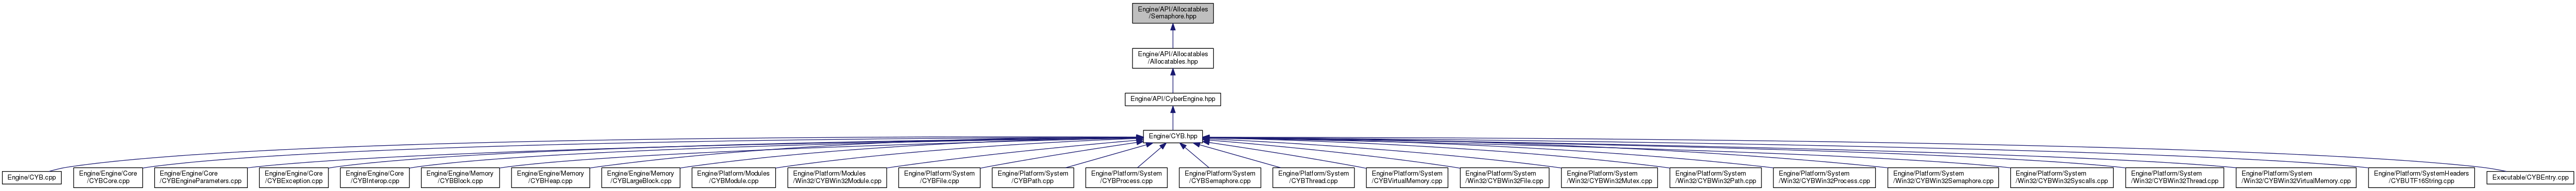 Engine/API/Allocatables
/Semaphore.hpp
Engine/API/Allocatables
/Allocatables.hpp
Engine/API/CyberEngine.hpp
Engine/CYB.hpp
Engine/CYB.cpp
Engine/Engine/Core
/CYBCore.cpp
Engine/Engine/Core
/CYBEngineParameters.cpp
Engine/Engine/Core
/CYBException.cpp
Engine/Engine/Core
/CYBInterop.cpp
Engine/Engine/Memory
/CYBBlock.cpp
Engine/Engine/Memory
/CYBHeap.cpp
Engine/Engine/Memory
/CYBLargeBlock.cpp
Engine/Platform/Modules
/CYBModule.cpp
Engine/Platform/Modules
/Win32/CYBWin32Module.cpp
Engine/Platform/System
/CYBFile.cpp
Engine/Platform/System
/CYBPath.cpp
Engine/Platform/System
/CYBProcess.cpp
Engine/Platform/System
/CYBSemaphore.cpp
Engine/Platform/System
/CYBThread.cpp
Engine/Platform/System
/CYBVirtualMemory.cpp
Engine/Platform/System
/Win32/CYBWin32File.cpp
Engine/Platform/System
/Win32/CYBWin32Mutex.cpp
Engine/Platform/System
/Win32/CYBWin32Path.cpp
Engine/Platform/System
/Win32/CYBWin32Process.cpp
Engine/Platform/System
/Win32/CYBWin32Semaphore.cpp
Engine/Platform/System
/Win32/CYBWin32Syscalls.cpp
Engine/Platform/System
/Win32/CYBWin32Thread.cpp
Engine/Platform/System
/Win32/CYBWin32VirtualMemory.cpp
Engine/Platform/SystemHeaders
/CYBUTF16String.cpp
Executable/CYBEntry.cpp